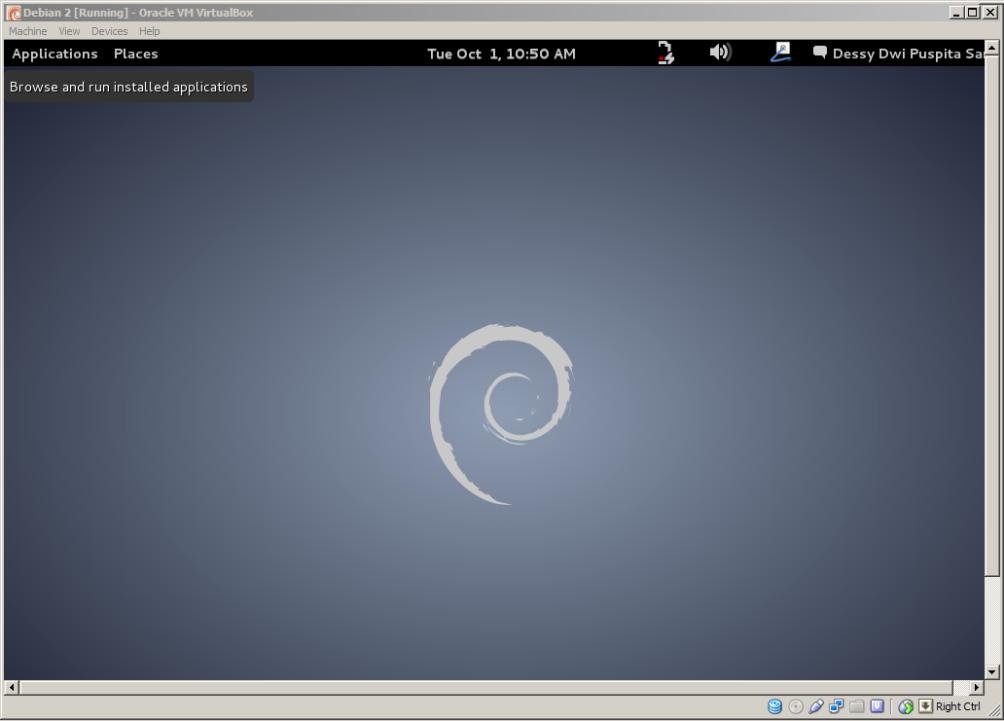 Debian 2 [Running] - Oracle VM VirtualBox
Machine View Devices Help
Applications Places Tue Oct 1, 10:50 AM Dessy Dwi Puspita Sa
Browse and run installed applications
Right Ctrl